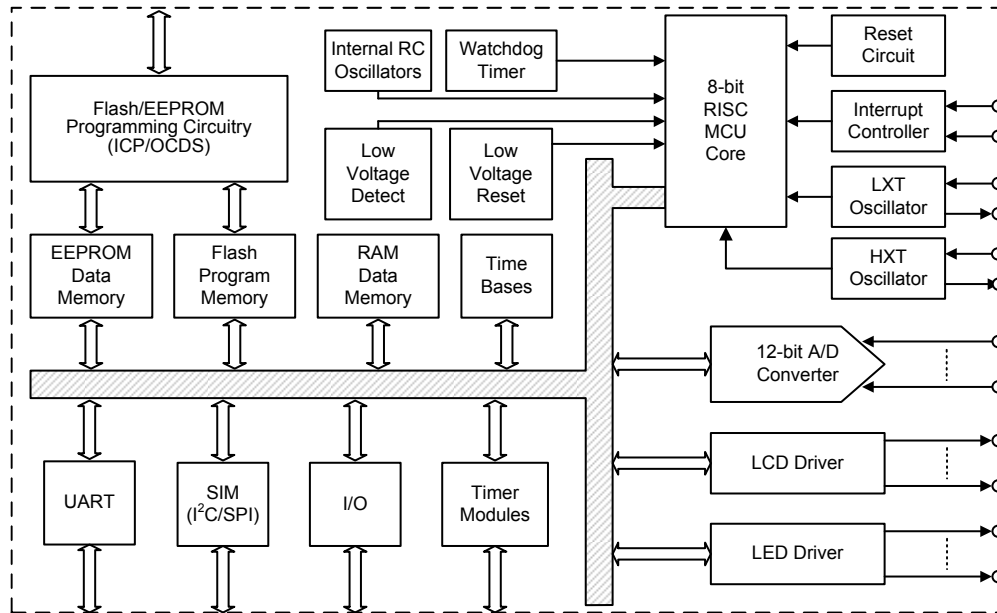 Internal RC
Oscillators
Watchdog
Timer
Reset
Circuit
8-bit
RISC
MCU
Core
Flash/EEPROM
Programming Circuitry
(ICP/OCDS)
Interrupt
Controller
Low
Voltage
Detect
Low
Voltage
Reset
LXT
Oscillator
EEPROM
Data
Memory
Flash
Program
Memory
RAM
Data
Memory
Time
Bases
HXT
Oscillator
12-bit A/D
Converter
UART
SIM
(I²C/SPI)
I/O
Timer
Modules
LCD Driver
LED Driver